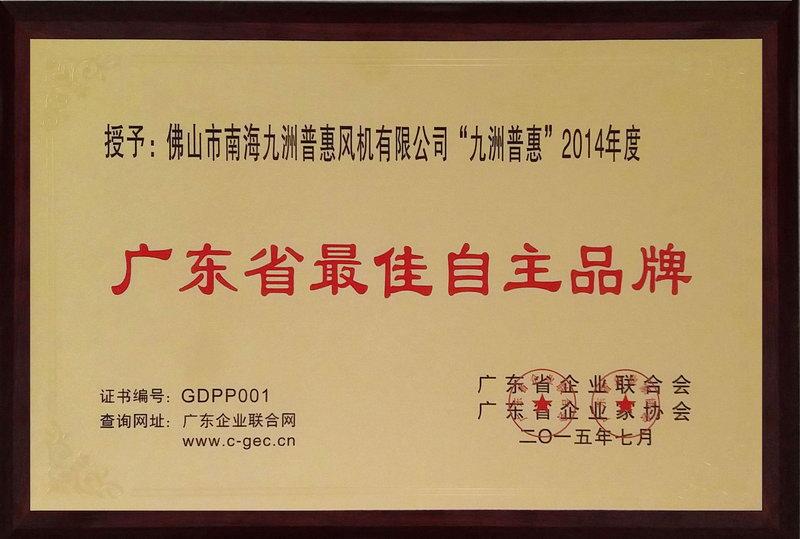 授予：佛山市南海九洲普惠风机有限公司“九洲普惠”2014年度
广东省最佳自主品牌
证书编号：GDPP001
查询网址：广东企业联合网
www.c-gec.cn
广东省企业联合会
广东省企业家协会
二〇一五年七月